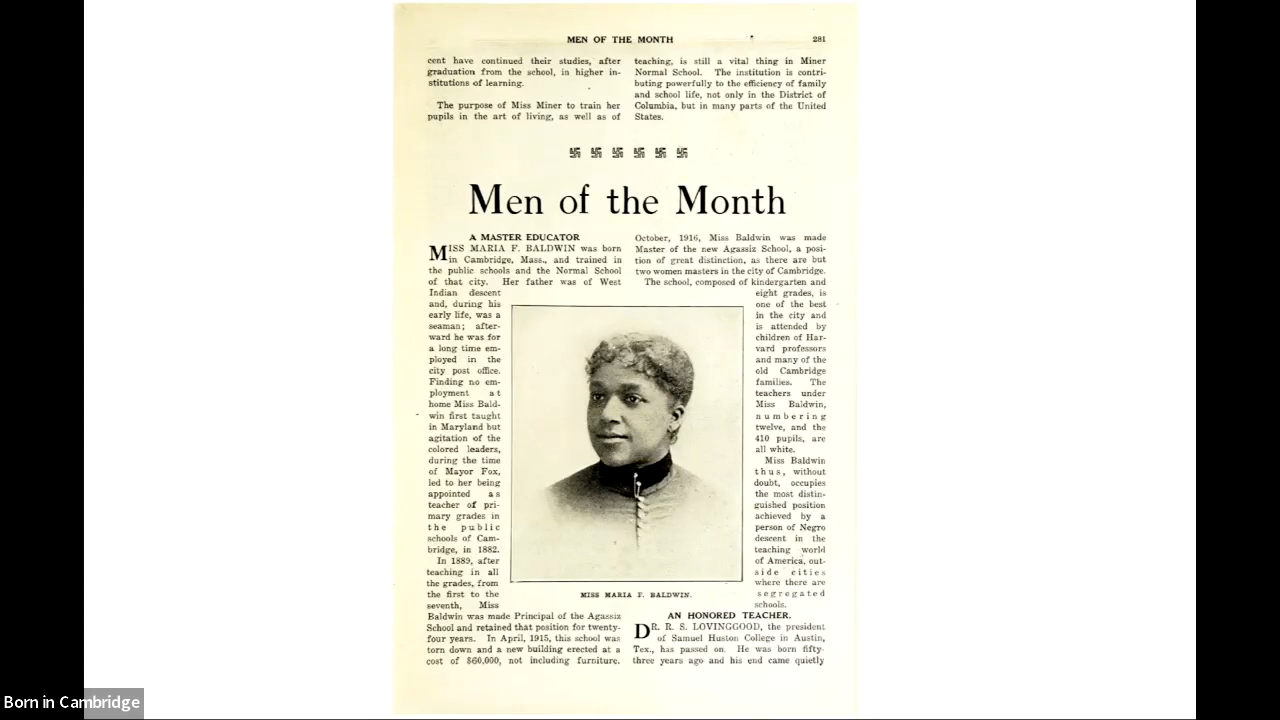 MEN OF THE MONTH 281
cent have continued their studies, after
graduation from the school, in higher in-
stitutions of learning.
The purpose of Miss Miner to train her
pupils in the art of living, as well as of
teaching, is still a vital thing in Miner
Normal School. The institution is contri-
buting powerfully to the efficiency of family
and school life, not only in the District of
Columbia, but in many parts of the United
States.
Men of the Month
A MASTER EDUCATOR
MISS MARIA F. BALDWIN was born
in Cambridge, Mass., and trained in
the public schools and the Normal School
of that city. Her father was of West
Indian descent
and, during his
early life, was a
seaman; after-
ward he was for
a long time em-
ployed in the
city post office.
Finding no em-
ployment at
home Miss Bald-
win first taught
in Maryland but
agitation of the
colored leaders,
during the time
of Mayor Fox,
led to her being
appointed as
teacher of pri-
mary grades in
the public
schools of Cam-
bridge, in 1882.
In 1889, after
teaching in all
the grades, from
the first to the
seventh, Miss
Baldwin was made Principal of the Agassiz
School and retained that position for twenty-
four years. In April, 1915, this school was
torn down and a new building erected at a
cost of $60,000, not including furniture.
October, 1916, Miss Baldwin was made
Master of the new Agassiz School, a posi-
tion of great distinction, as there are but
two women masters in the city of Cambridge.
The school, composed of kindergarten and
eight grades, is
one of the best
in the city and
is attended by
children of Har-
vard professors
and many of the
old Cambridge
families. The
teachers under
Miss Baldwin,
numbering
twelve, and the
410 pupils, are
all white.
Miss Baldwin
thus, without
doubt, occupies
the most distin-
guished position
achieved by a
person of Negro
descent in the
teaching world
of America, out-
side cities
where there are
segregated
schools.
MISS MARIA F. BALDWIN.
AN HONORED TEACHER.
DR. R. S. LOVINGGOOD, the president
of Samuel Huston College in Austin,
Tex., has passed on. He was born fifty-
three years ago and his end came quietly
Born in Cambridge